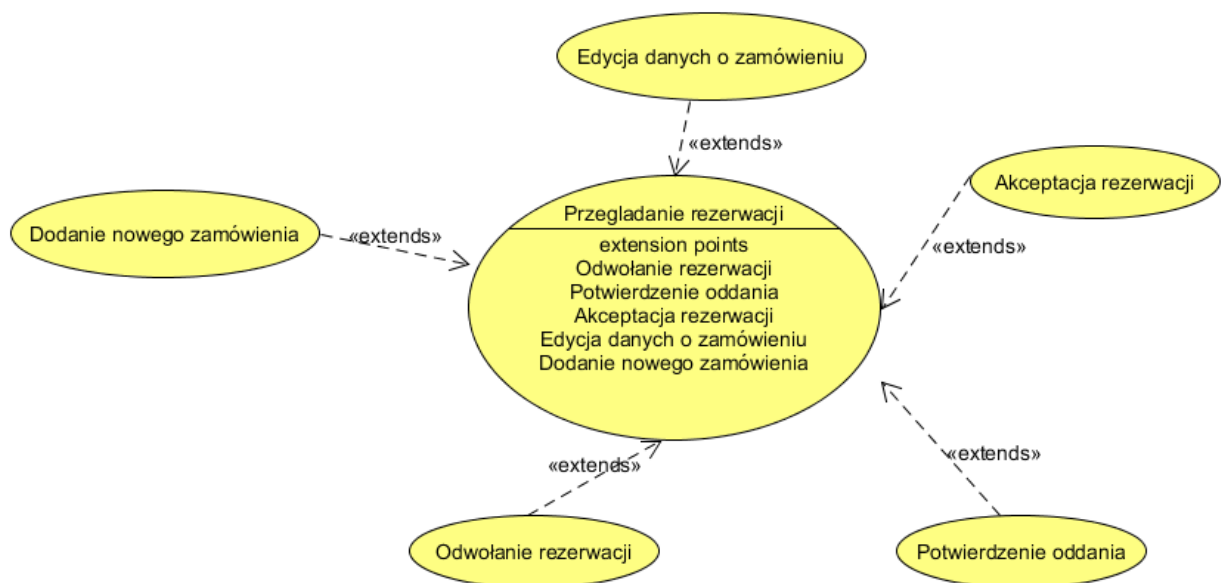 Edycja danych o zamówieniu
«extends»
Akceptacja rezerwacji
«extends»
Dodanie nowego zamówienia
«extends»
Przegladanie rezerwacji
extension points
Odwołanie rezerwacji
Potwierdzenie oddania
Akceptacja rezerwacji
Edycja danych o zamówieniu
Dodanie nowego zamówienia
«extends»
«extends»
Odwołanie rezerwacji
Potwierdzenie oddania